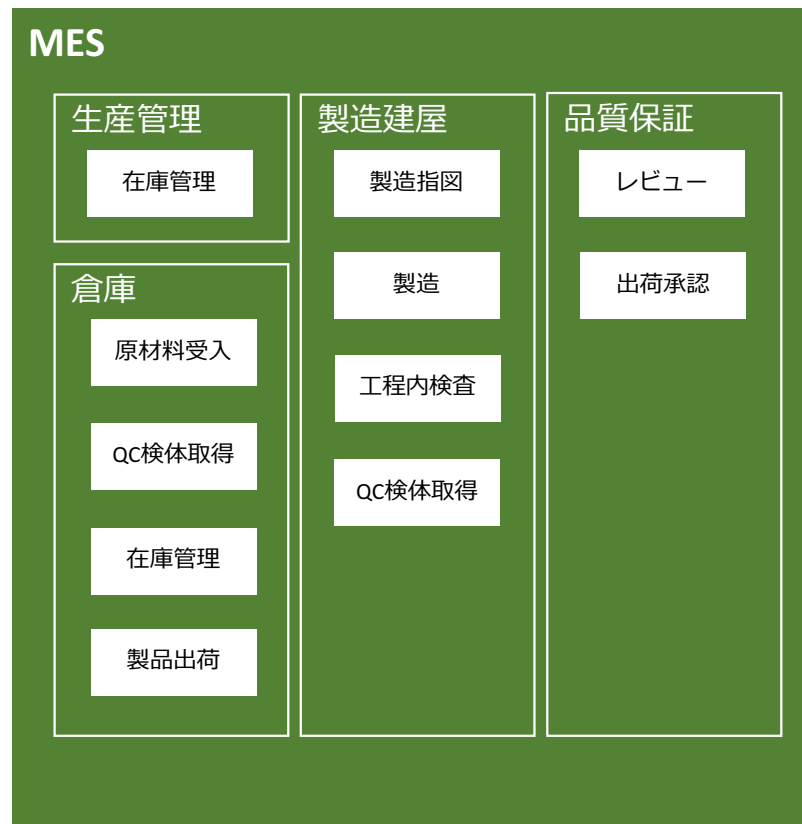 MES
生産管理
在庫管理
倉庫
原材料受入
QC検体取得
在庫管理
製品出荷
製造建屋
製造指図
製造
工程内検査
QC検体取得
品質保証
レビュー
出荷承認